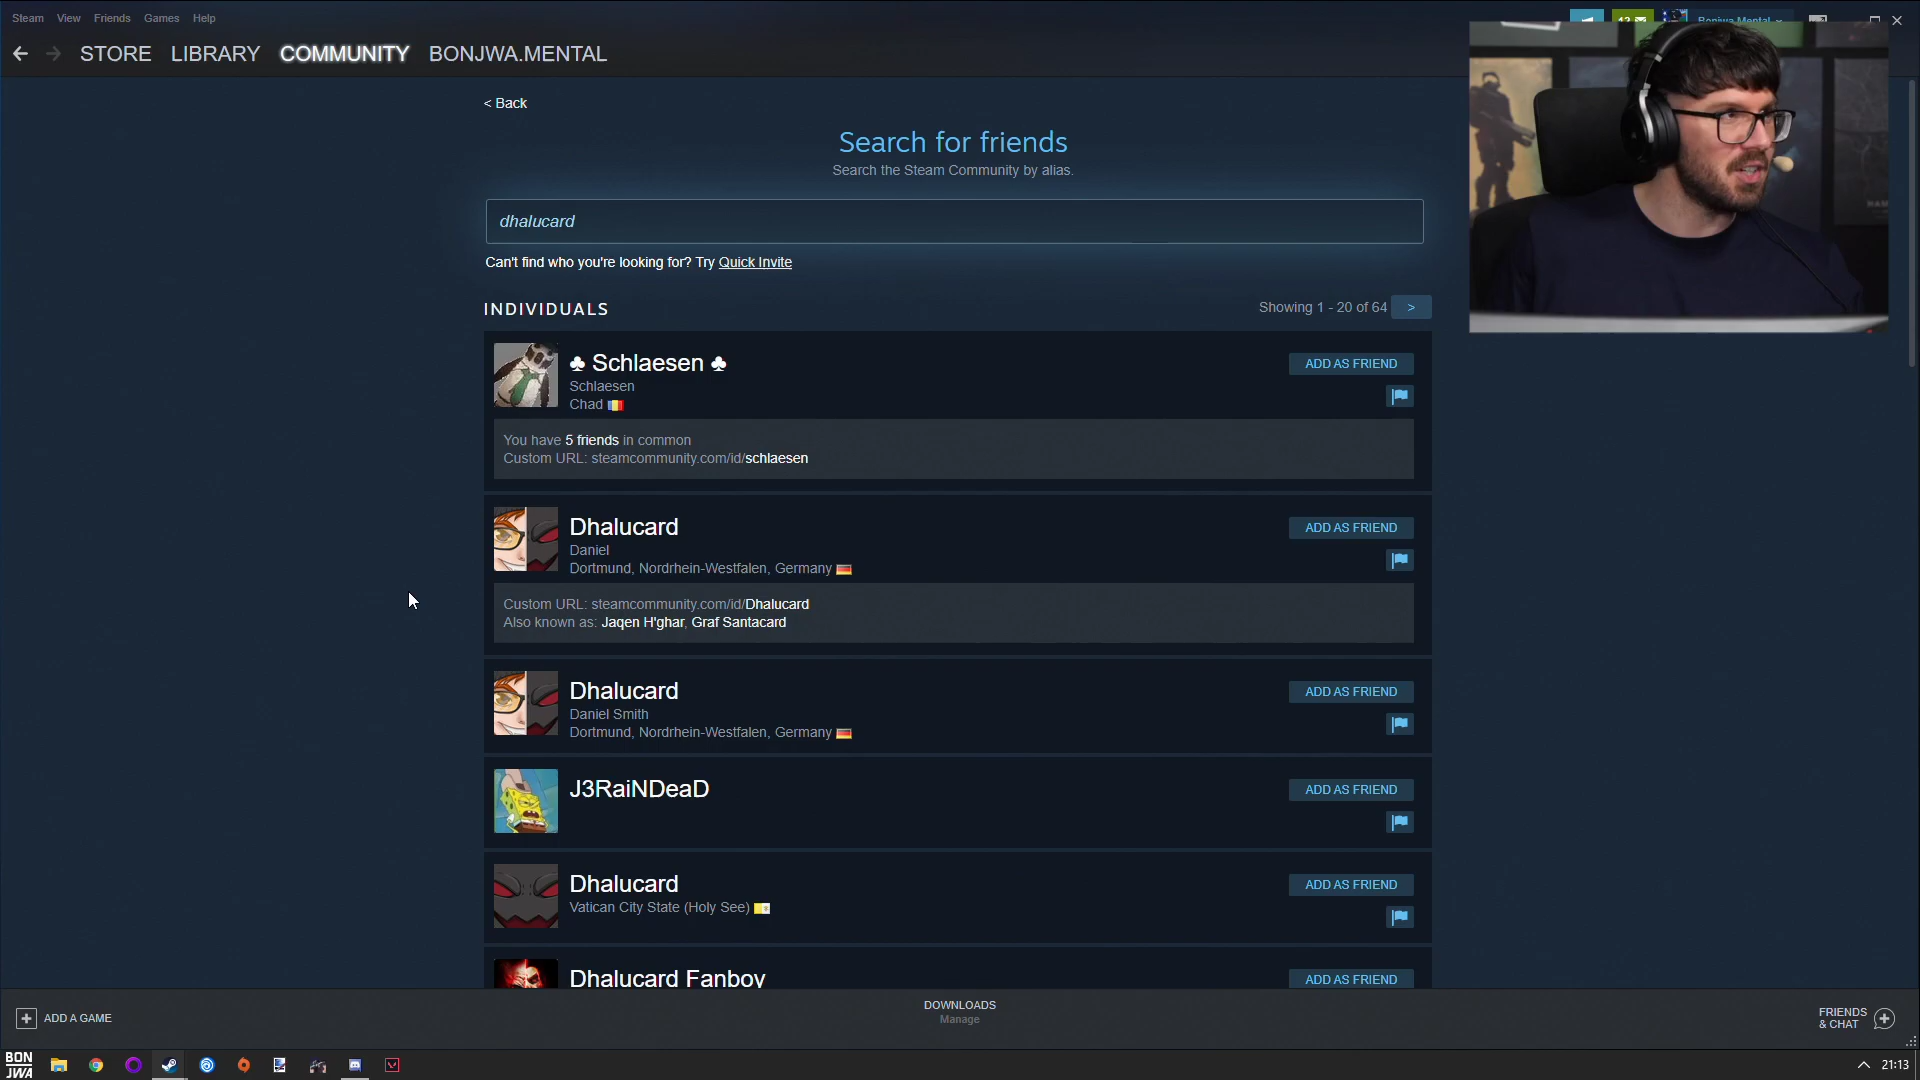 Steam View Friends Games Help
Bonjwa Mental
STORE LIBRARY COMMUNITY BONJWA.MENTAL
< Back
Search for friends
Search the Steam Community by alias.
dhalucard
Can't find who you're looking for? Try Quick Invite
INDIVIDUALS
Showing 1 - 20 of 64 >
♣ Schlaesen ♣
ADD AS FRIEND
Schlaesen
Chad
You have 5 friends in common
Custom URL: steamcommunity.com/id/schlaesen
Dhalucard
ADD AS FRIEND
Daniel
Dortmund, Nordrhein-Westfalen, Germany
Custom URL: steamcommunity.com/id/Dhalucard
Also known as: Jaqen H'ghar, Graf Santacard
Dhalucard
ADD AS FRIEND
Daniel Smith
Dortmund, Nordrhein-Westfalen, Germany
J3RaiNDeaD
ADD AS FRIEND
Dhalucard
ADD AS FRIEND
Vatican City State (Holy See)
Dhalucard Fanboy
ADD AS FRIEND
ADD A GAME
DOWNLOADS
Manage
FRIENDS
& CHAT
BON
JWA
21:13